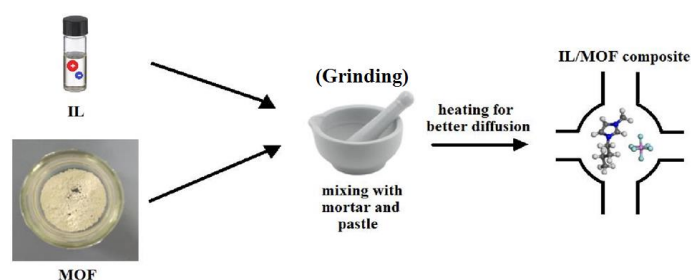 IL
MOF
(Grinding)
mixing with
mortar and
pastle
heating for
better diffusion
IL/MOF composite